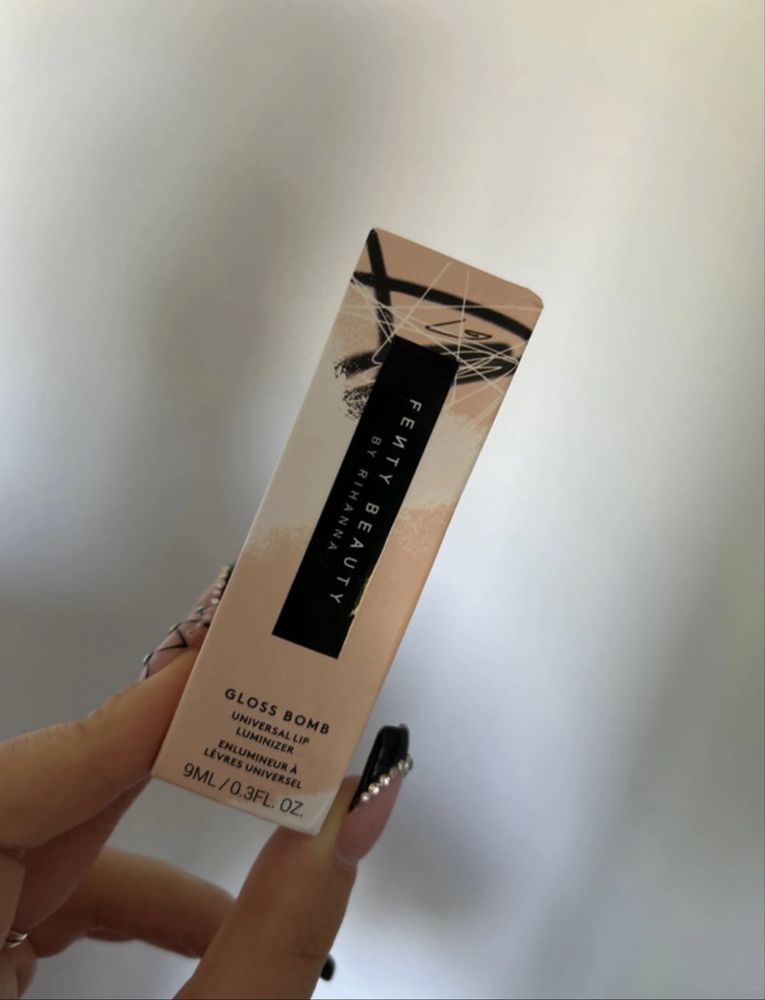 FENTY BEAUTY
BY RIHANNA
GLOSS BOMB
UNIVERSAL LIP
LUMINIZER
ENLUMINEUR À
LÈVRES UNIVERSEL
9ML / 0.3FL. OZ.